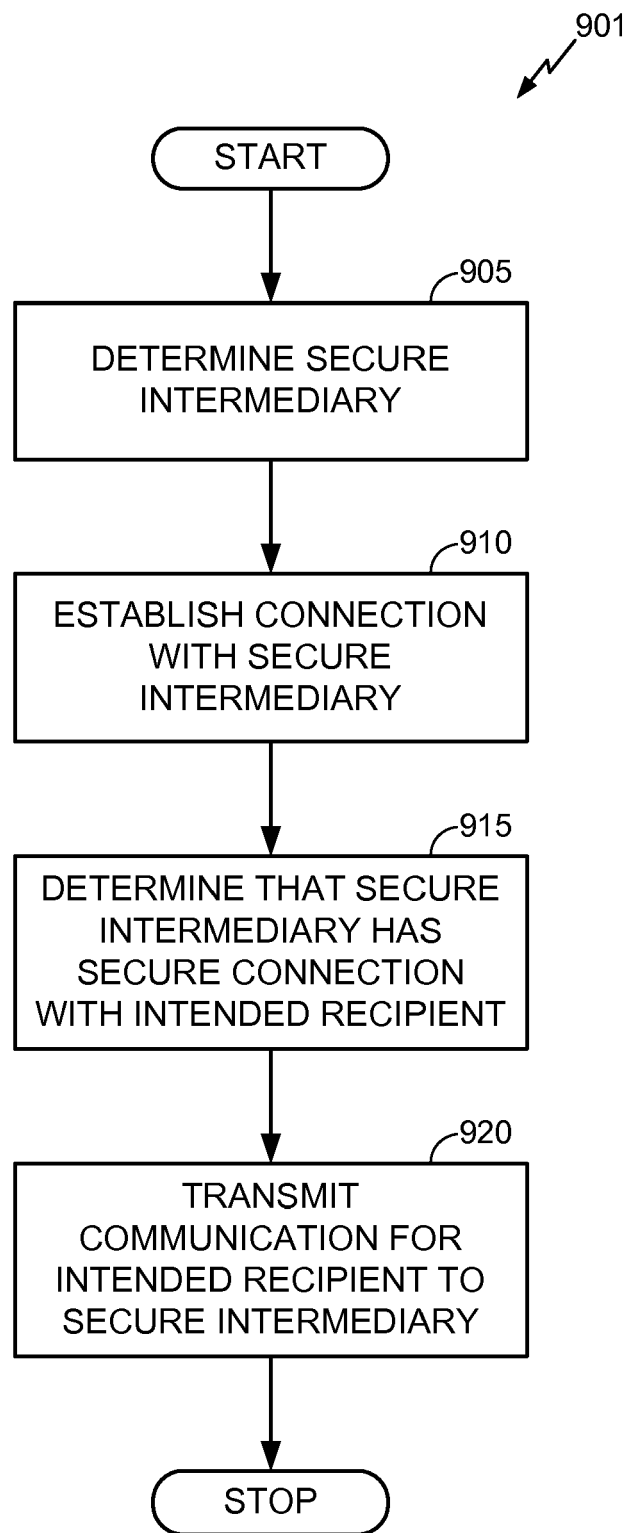 901
START
905
DETERMINE SECURE
INTERMEDIARY
910
ESTABLISH CONNECTION
WITH SECURE
INTERMEDIARY
915
DETERMINE THAT SECURE
INTERMEDIARY HAS
SECURE CONNECTION
WITH INTENDED RECIPIENT
920
TRANSMIT
COMMUNICATION FOR
INTENDED RECIPIENT TO
SECURE INTERMEDIARY
STOP